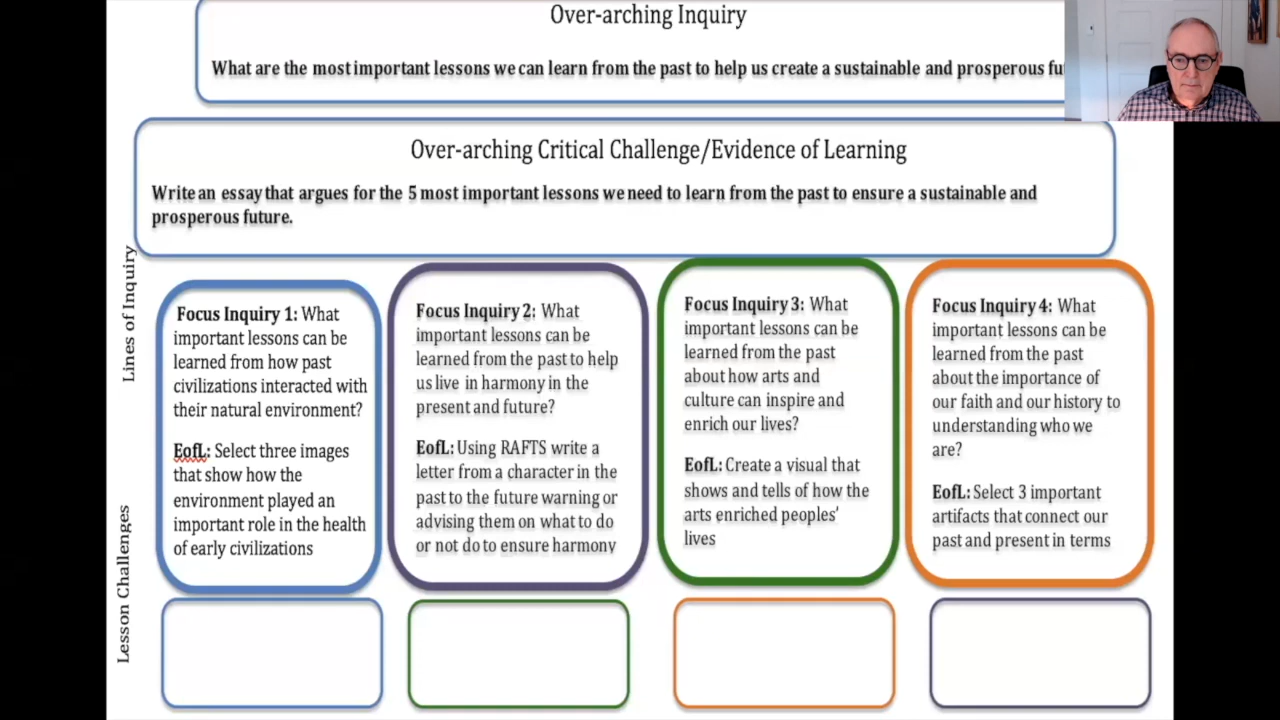 Over-arching Inquiry
What are the most important lessons we can learn from the past to help us create a sustainable and prosperous
Over-arching Critical Challenge/Evidence of Learning
Write an essay that argues for the 5 most important lessons we need to learn from the past to ensure a sustainable and
prosperous future.
Lines of Inquiry
Focus Inquiry 1: What
important lessons can be
learned from how past
civilizations interacted with
their natural environment?
EofL: Select three images
that show how the
environment played an
important role in the health
of early civilizations
Focus Inquiry 2: What
important lessons can be
learned from the past to help
us live in harmony in the
present and future?
EofL: Using RAFTS write a
letter from a character in the
past to the future warning or
advising them on what to do
or not do to ensure harmony
Focus Inquiry 3: What
important lessons can be
learned from the past
about how arts and
culture can inspire and
enrich our lives?
EofL: Create a visual that
shows and tells of how the
arts enriched peoples’
lives
Focus Inquiry 4: What
important lessons can be
learned from the past
about the importance of
our faith and our history to
understanding who we
are?
EofL: Select 3 important
artifacts that connect our
past and present in terms
Lesson Challenges